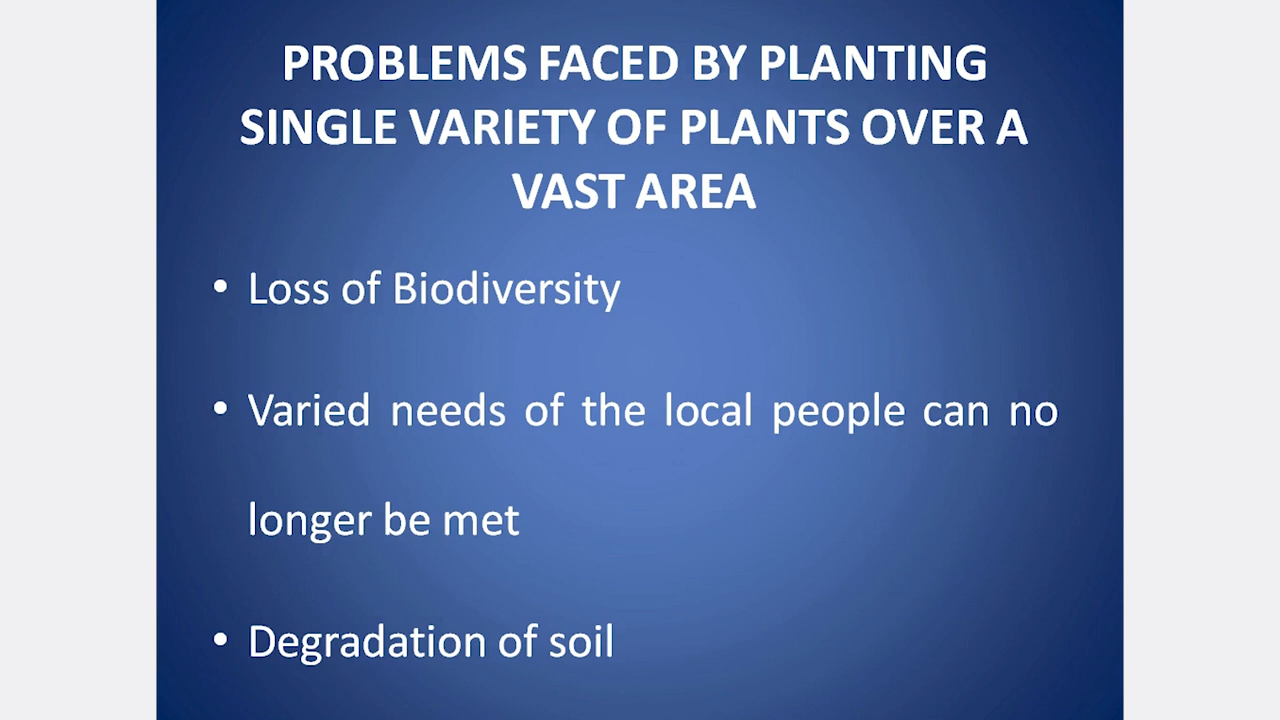 PROBLEMS FACED BY PLANTING
SINGLE VARIETY OF PLANTS OVER A
VAST AREA
• Loss of Biodiversity
• Varied needs of the local people can no
longer be met
• Degradation of soil